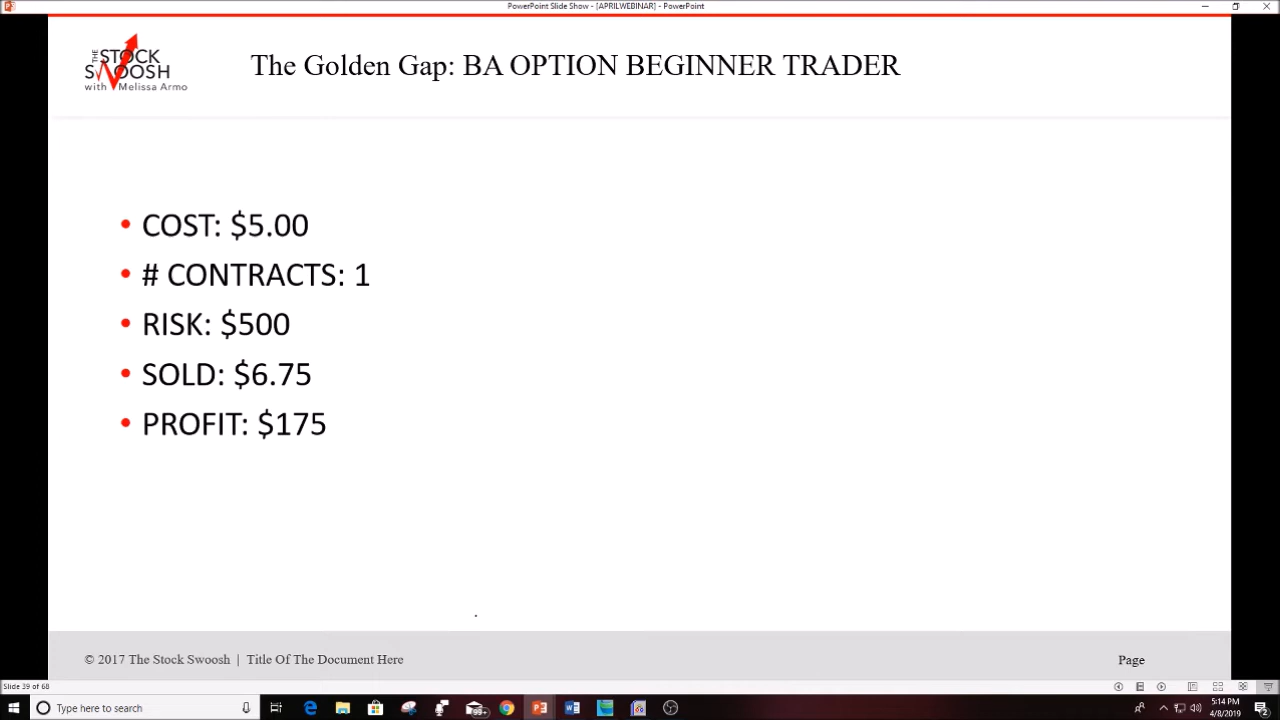 PowerPoint Slide Show - [APRILWEBINAR] - PowerPoint
THE STOCK
SWOOSH
with Melissa Armo
The Golden Gap: BA OPTION BEGINNER TRADER
• COST: $5.00
• # CONTRACTS: 1
• RISK: $500
• SOLD: $6.75
• PROFIT: $175
© 2017 The Stock Swoosh | Title Of The Document Here
Page
Slide 39 of 68
Type here to search
99+
5:14 PM
4/8/2019
2